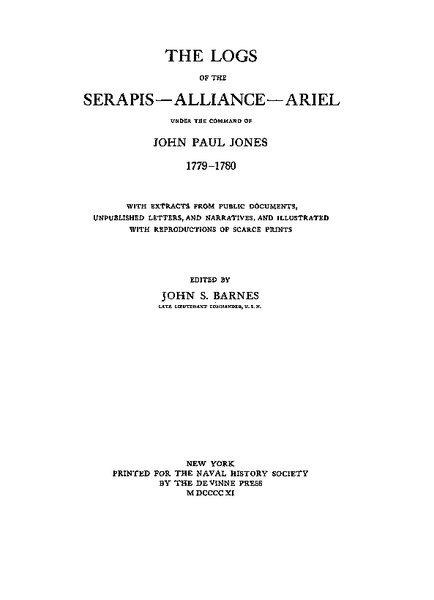 THE LOGS
OF THE
SERAPIS—ALLIANCE—ARIEL
UNDER THE COMMAND OF
JOHN PAUL JONES
1779–1780
WITH EXTRACTS FROM PUBLIC DOCUMENTS,
UNPUBLISHED LETTERS, AND NARRATIVES, AND ILLUSTRATED
WITH REPRODUCTIONS OF SCARCE PRINTS
EDITED BY
JOHN S. BARNES
LATE LIEUTENANT COMMANDER, U. S. N.
NEW YORK
PRINTED FOR THE NAVAL HISTORY SOCIETY
BY THE DE VINNE PRESS
M DCCCC XI